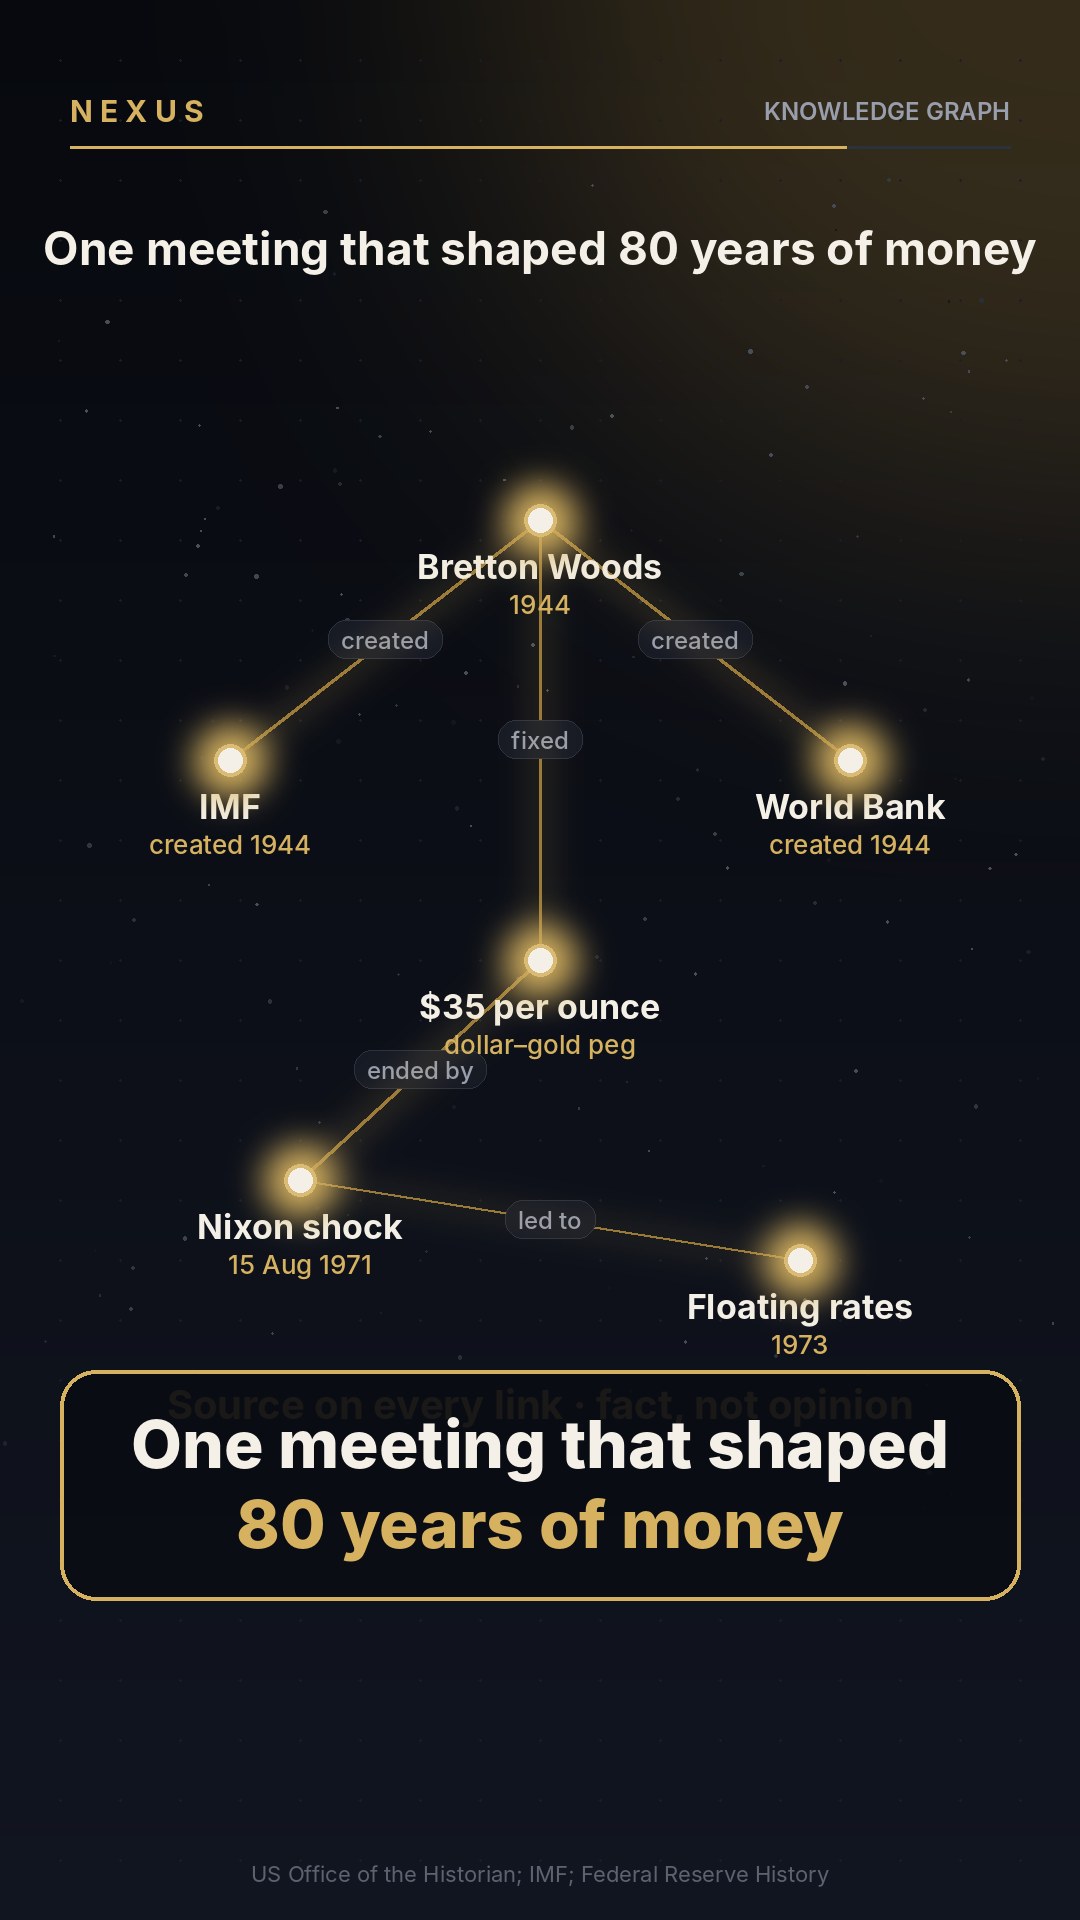 NEXUS
KNOWLEDGE GRAPH
One meeting that shaped 80 years of money
Bretton Woods
1944
created
created
fixed
IMF
created 1944
World Bank
created 1944
$35 per ounce
dollar–gold peg
ended by
Nixon shock
15 Aug 1971
led to
Floating rates
1973
Source on every link · fact, not opinion
One meeting that shaped
80 years of money
US Office of the Historian; IMF; Federal Reserve History